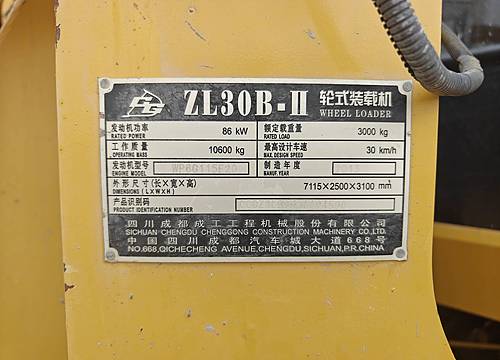 ZL30B-II 轮式装载机
WHEEL LOADER
发动机功率 86 kW 额定载重量 3000 kg
RATED POWER RATED LOAD
工作质量 10600 kg 最高设计车速 30 km/h
OPERATING MASS MAX. DESIGN SPEED
发动机型号 制造年度
ENGINE MODEL MANUF. YEAR
外形尺寸(长×宽×高) 7115×2500×3100 mm
DIMENSIONS (L×W×H)
产品识别码
PRODUCT IDENTIFICATION NUMBER
四川成都成工工程机械股份有限公司
SICHUAN CHENGDU CHENGGONG CONSTRUCTION MACHINERY CO.LTD.
中国四川成都汽车城大道668号
NO.668,QICHECHENG AVENUE,CHENGDU,SICHUAN,P.R.CHINA